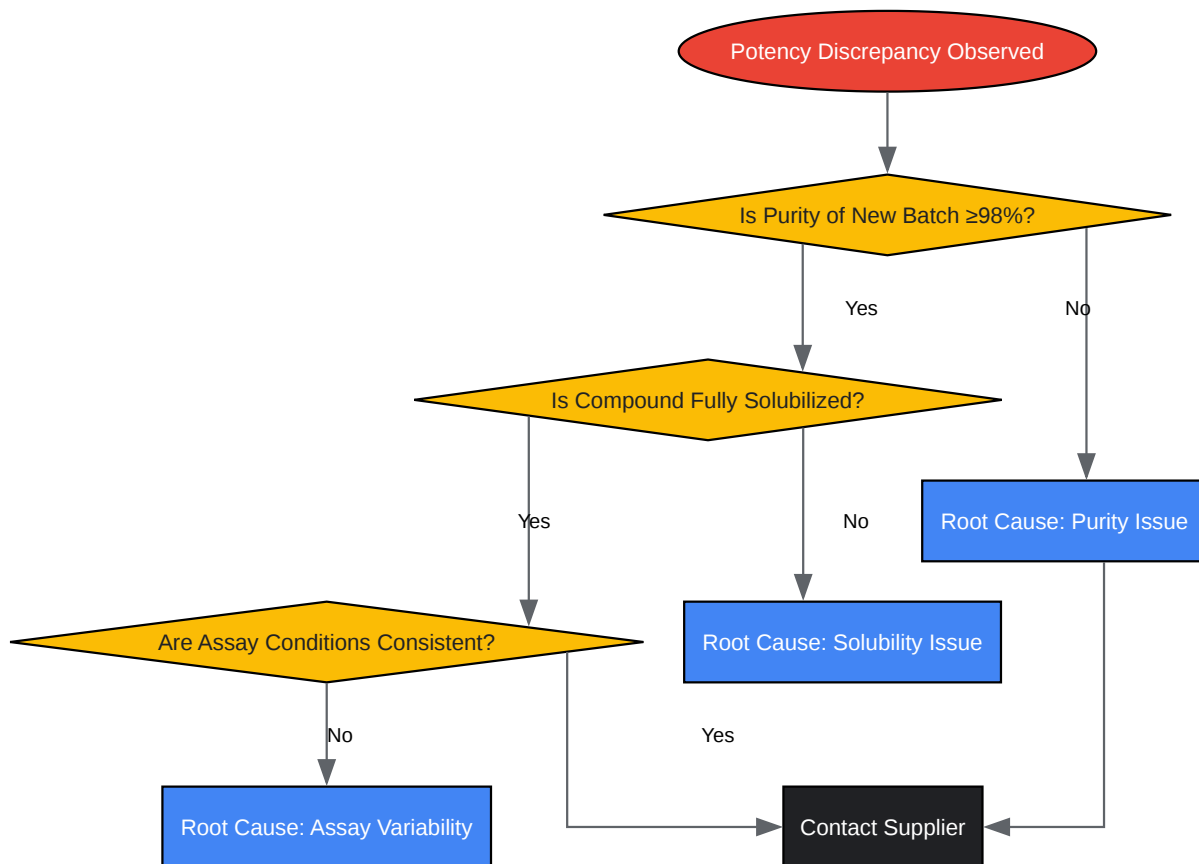 Potency Discrepancy Observed
Is Purity of New Batch ≥98%?
Yes
No
Is Compound Fully Solubilized?
Yes
No
Root Cause: Purity Issue
Are Assay Conditions Consistent?
Root Cause: Solubility Issue
No
Yes
Root Cause: Assay Variability
Contact Supplier